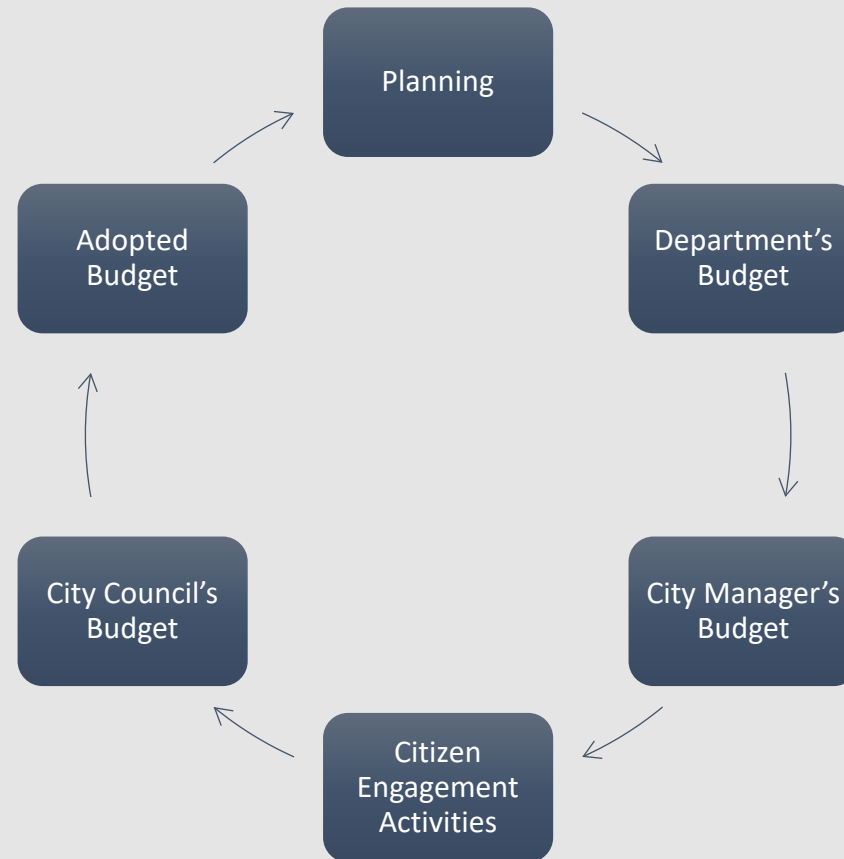 Planning
Department’s
Budget
City Manager’s
Budget
Citizen
Engagement
Activities
City Council’s
Budget
Adopted
Budget